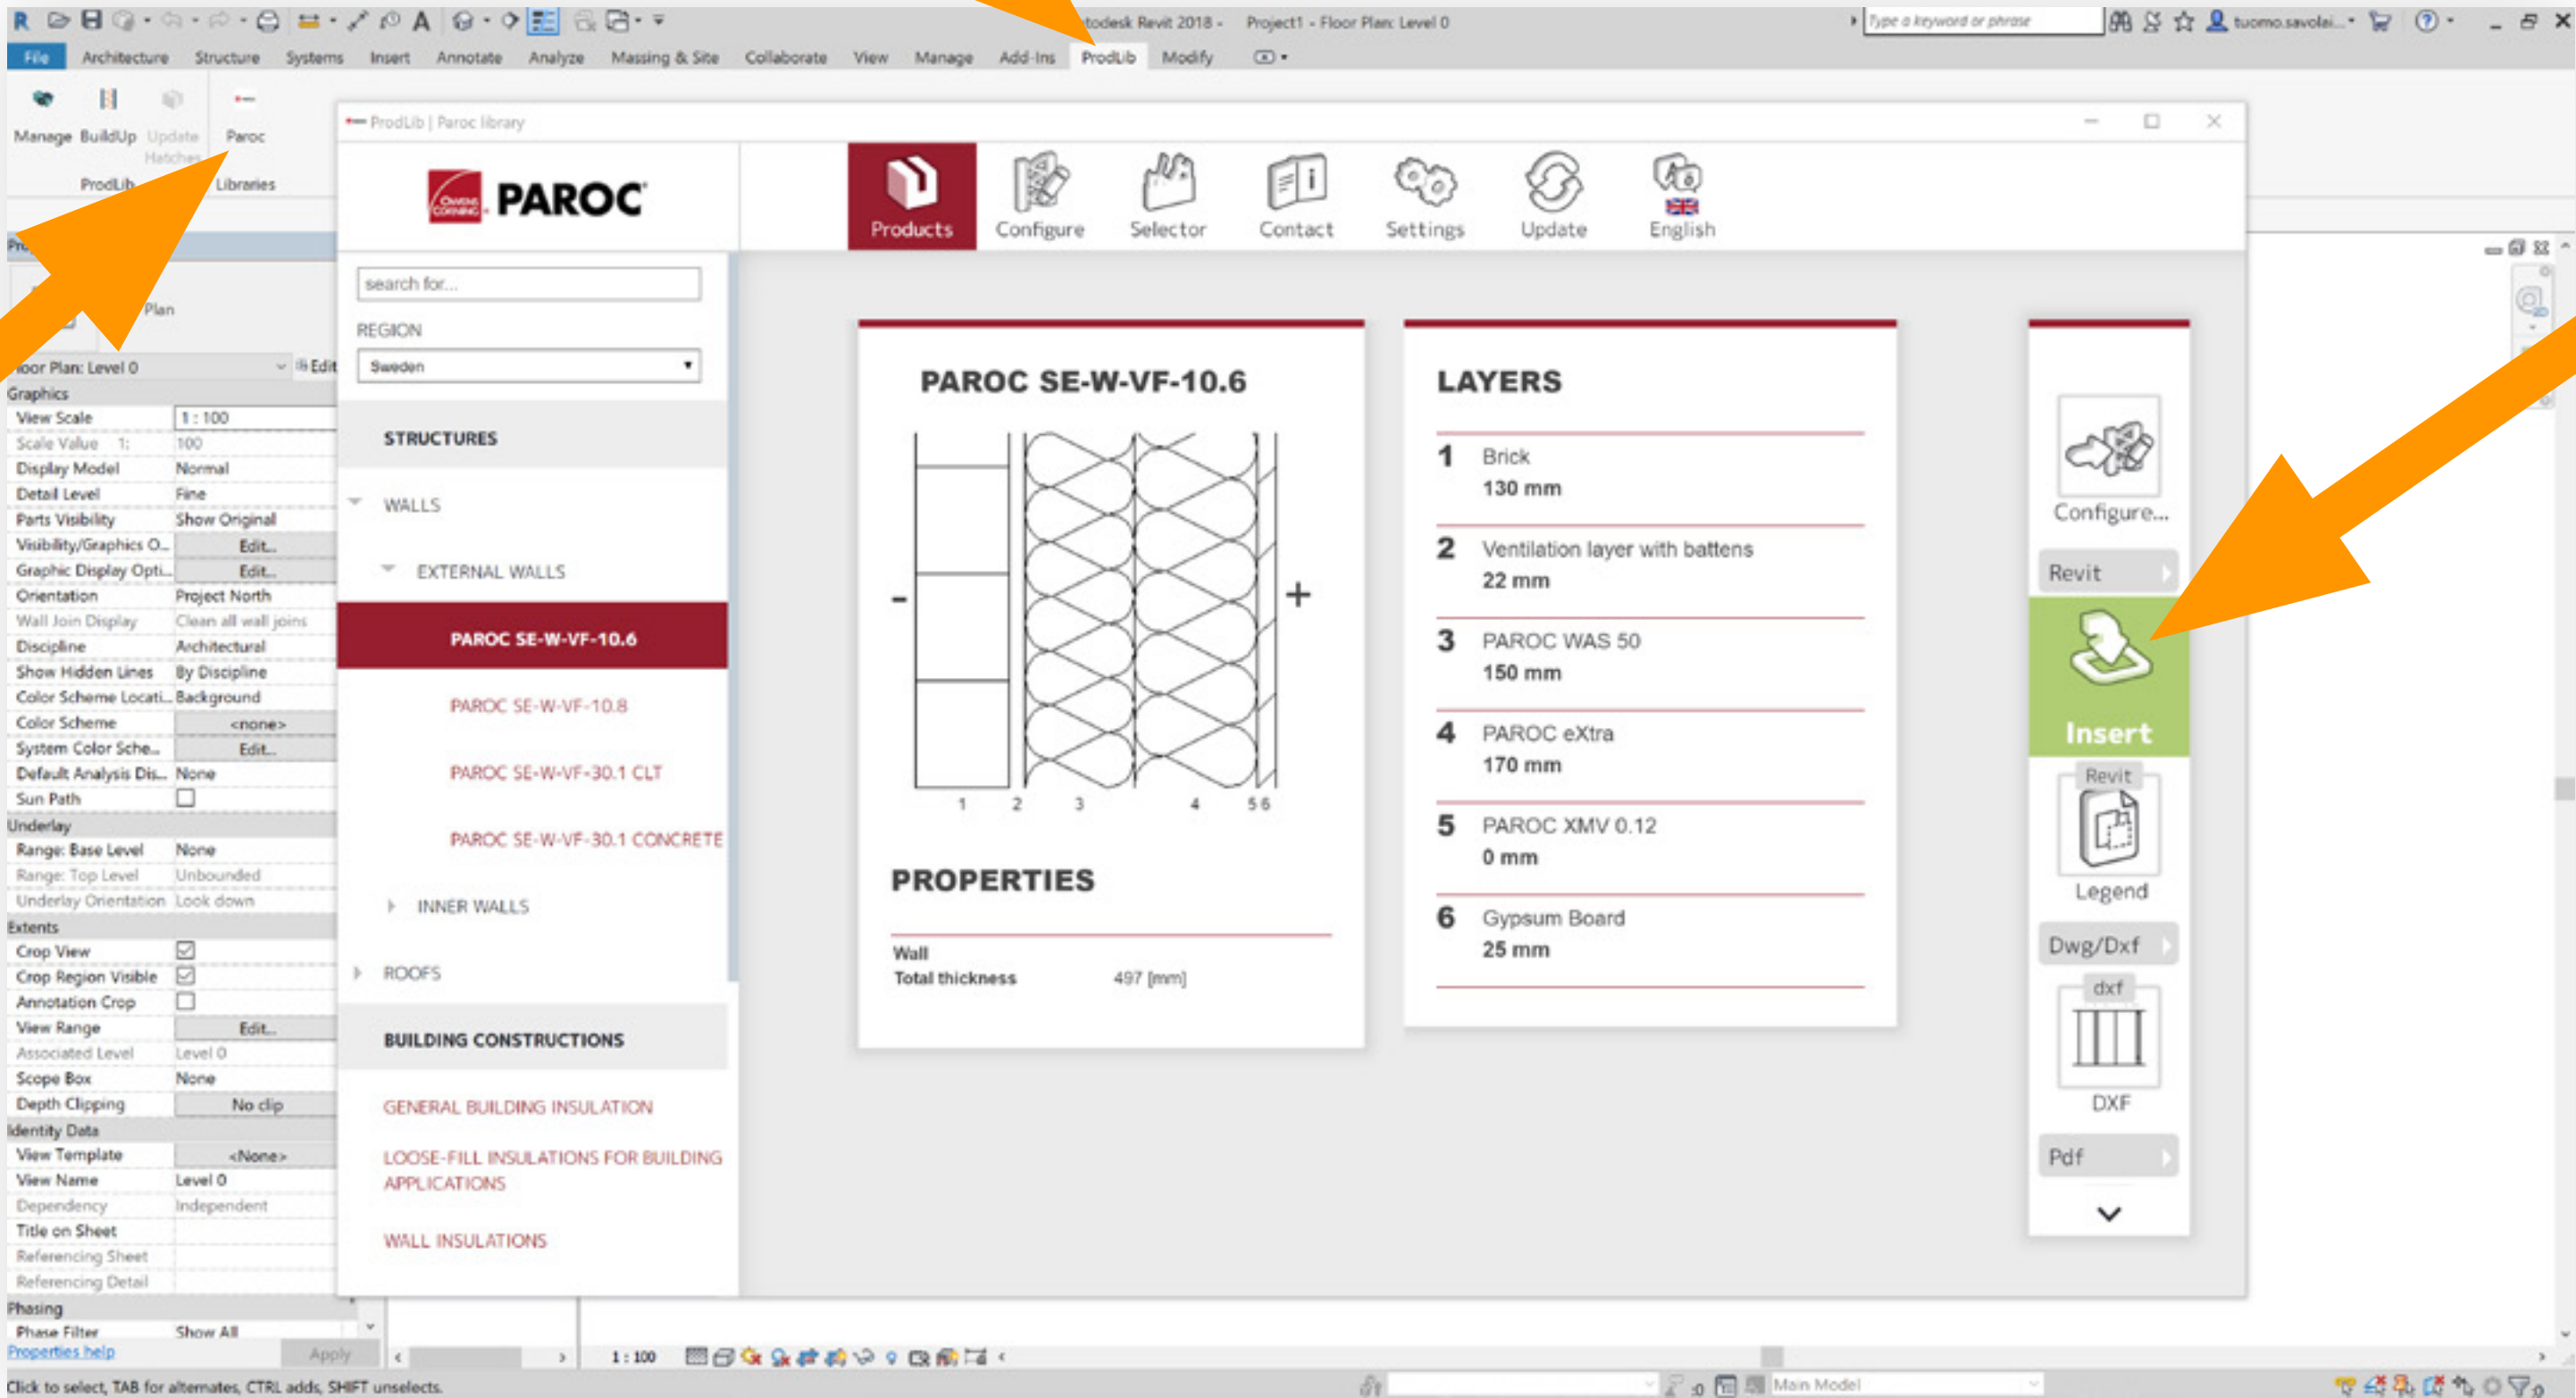 todesk Revit 2018 - Project1 - Floor Plan: Level 0
Type a keyword or phrase
tuomo.savolai...
File Architecture Structure Systems Insert Annotate Analyze Massing & Site Collaborate View Manage Add-Ins ProdLib Modify
Manage BuildUp Update Hatches Paroc
ProdLib Libraries
ProdLib | Paroc library
OWENS CORNING PAROC
Products Configure Selector Contact Settings Update English
search for...
REGION
Sweden
STRUCTURES
WALLS
EXTERNAL WALLS
PAROC SE-W-VF-10.6
PAROC SE-W-VF-10.8
PAROC SE-W-VF-30.1 CLT
PAROC SE-W-VF-30.1 CONCRETE
INNER WALLS
ROOFS
BUILDING CONSTRUCTIONS
GENERAL BUILDING INSULATION
LOOSE-FILL INSULATIONS FOR BUILDING
APPLICATIONS
WALL INSULATIONS
PAROC SE-W-VF-10.6
- +
1 2 3 4 5 6
PROPERTIES
Wall
Total thickness 497 [mm]
LAYERS
1 Brick
130 mm
2 Ventilation layer with battens
22 mm
3 PAROC WAS 50
150 mm
4 PAROC eXtra
170 mm
5 PAROC XMV 0.12
0 mm
6 Gypsum Board
25 mm
Configure...
Revit
Insert
Revit
Legend
Dwg/Dxf
dxf
DXF
Pdf
Plan
loor Plan: Level 0 Edit
Graphics
View Scale 1 : 100
Scale Value 1: 100
Display Model Normal
Detail Level Fine
Parts Visibility Show Original
Visibility/Graphics O... Edit...
Graphic Display Opti... Edit...
Orientation Project North
Wall Join Display Clean all wall joins
Discipline Architectural
Show Hidden Lines By Discipline
Color Scheme Locati... Background
Color Scheme <none>
System Color Sche... Edit...
Default Analysis Dis... None
Sun Path
Underlay
Range: Base Level None
Range: Top Level Unbounded
Underlay Orientation Look down
Extents
Crop View
Crop Region Visible
Annotation Crop
View Range Edit...
Associated Level Level 0
Scope Box None
Depth Clipping No clip
Identity Data
View Template <None>
View Name Level 0
Dependency Independent
Title on Sheet
Referencing Sheet
Referencing Detail
Phasing
Phase Filter Show All
Properties help Apply
1 : 100
Click to select, TAB for alternates, CTRL adds, SHIFT unselects.
:0 Main Model
:0